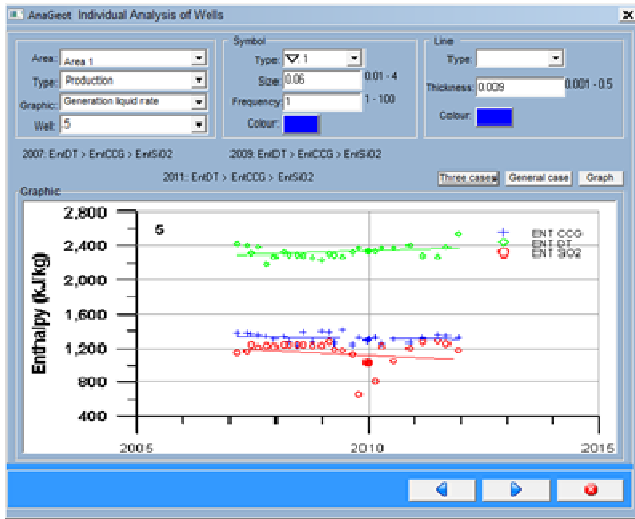 AnaGeot Individual Analysis of Wells
Area: Area 1
Type: Production
Graphic: Generation liquid rate
Well: 5
Symbol
Type: 1
Size: 0.06 0.01 - 4
Frequency: 1 1 - 100
Colour:
Line
Type:
Thickness: 0.009 0.001 - 0.5
Colour:
2007: EntDT > EntCCG > EntSiO2 2009: EntDT > EntCCG > EntSiO2
2011: EntDT > EntCCG > EntSiO2
Three cases General case Graph
Graphic
Enthalpy (kJ/kg)
2,800
2,400
2,000
1,600
1,200
800
400
5
ENT CCG
ENT DT
ENT SIO2
2005 2010 2015